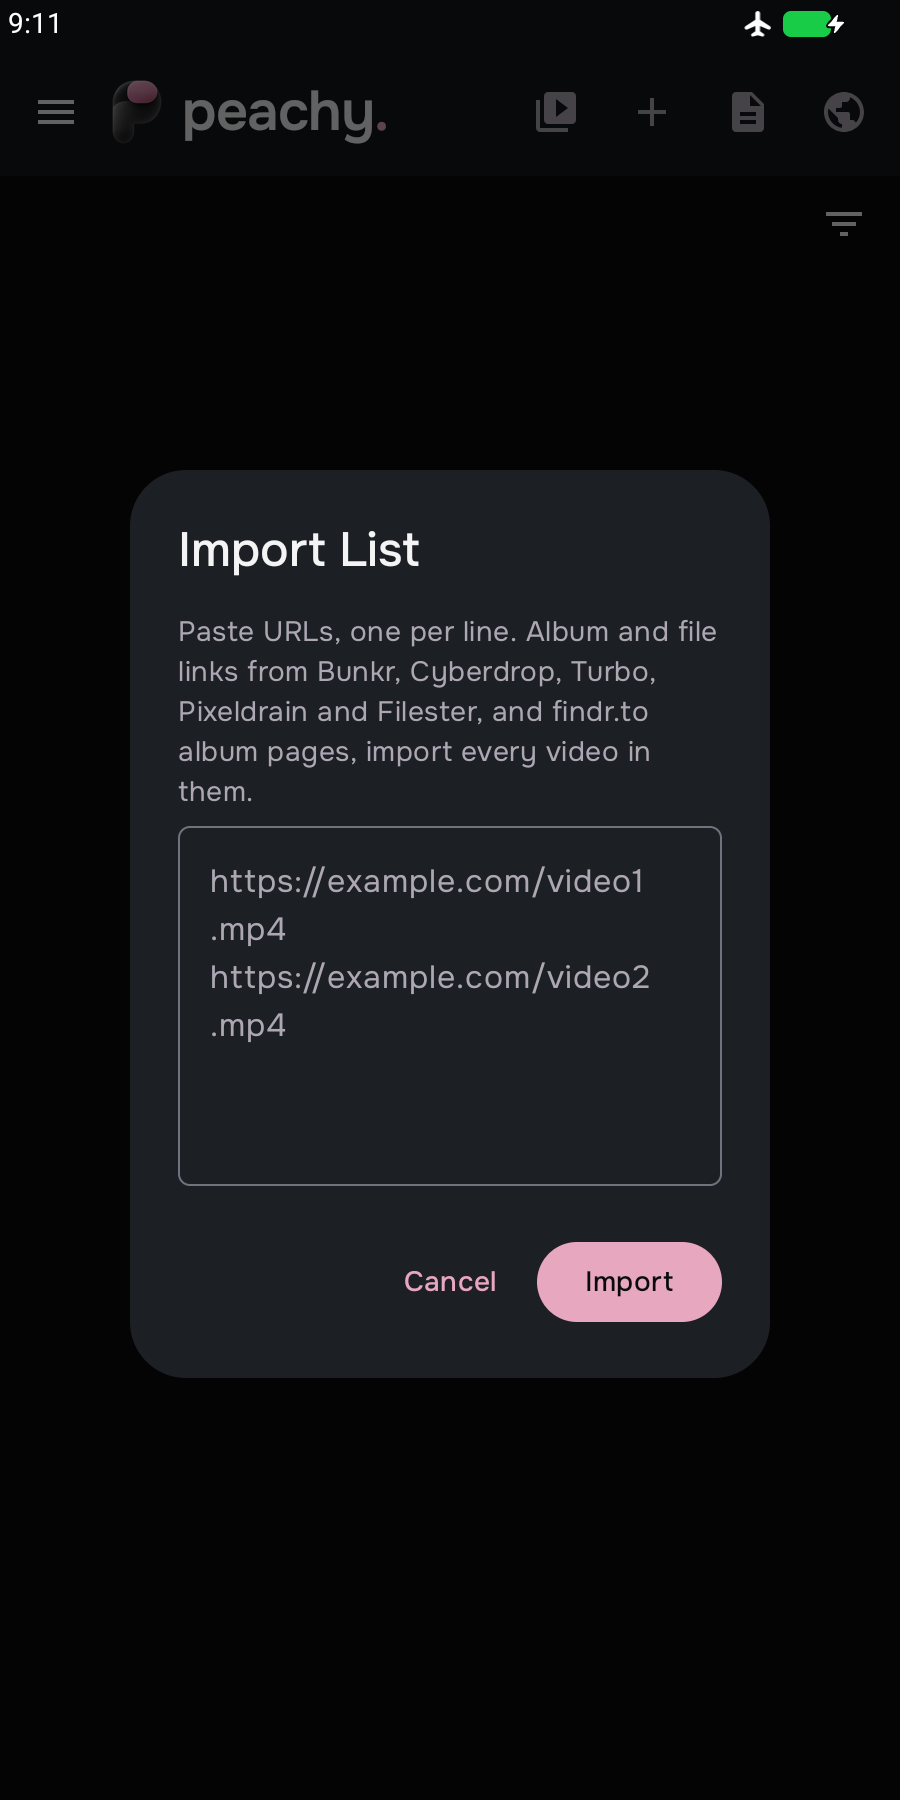 9:11
peachy.
Import List
Paste URLs, one per line. Album and file
links from Bunkr, Cyberdrop, Turbo,
Pixeldrain and Filester, and findr.to
album pages, import every video in
them.
https://example.com/video1
.mp4
https://example.com/video2
.mp4
Cancel
Import